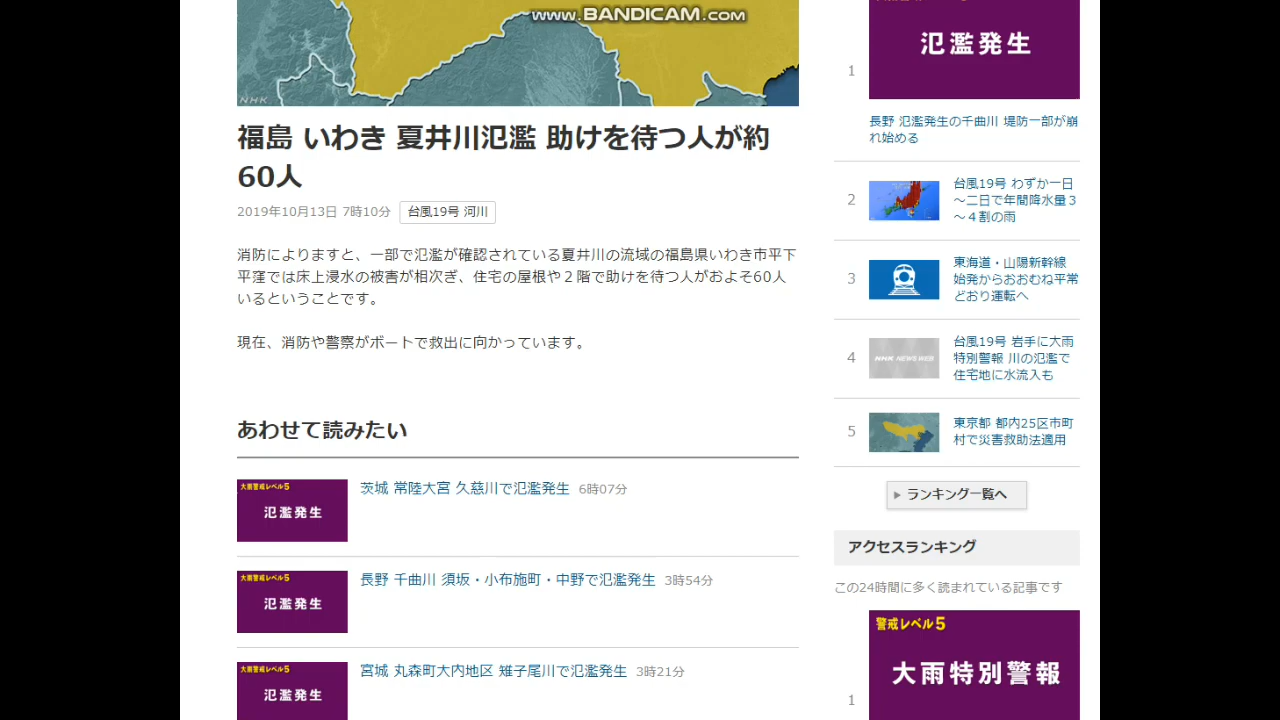 www.BANDICAM.com
NHK
福島 いわき 夏井川氾濫 助けを待つ人が約
60人
2019年10月13日 7時10分 台風19号 河川
消防によりますと、一部で氾濫が確認されている夏井川の流域の福島県いわき市平下
平窪では床上浸水の被害が相次ぎ、住宅の屋根や２階で助けを待つ人がおよそ60人
いるということです。
現在、消防や警察がボートで救出に向かっています。
あわせて読みたい
大雨警戒レベル5
氾濫発生
茨城 常陸大宮 久慈川で氾濫発生 6時07分
大雨警戒レベル5
氾濫発生
長野 千曲川 須坂・小布施町・中野で氾濫発生 3時54分
大雨警戒レベル5
氾濫発生
宮城 丸森町大内地区 雉子尾川で氾濫発生 3時21分
氾濫発生
1
長野 氾濫発生の千曲川 堤防一部が崩
れ始める
2
台風19号 わずか一日
～二日で年間降水量３
～４割の雨
3
東海道・山陽新幹線
始発からおおむね平常
どおり運転へ
4
NHK NEWS WEB
台風19号 岩手に大雨
特別警報 川の氾濫で
住宅地に水流入も
5
東京都 都内25区市町
村で災害救助法適用
ランキング一覧へ
アクセスランキング
この24時間に多く読まれている記事です
警戒レベル5
大雨特別警報
1